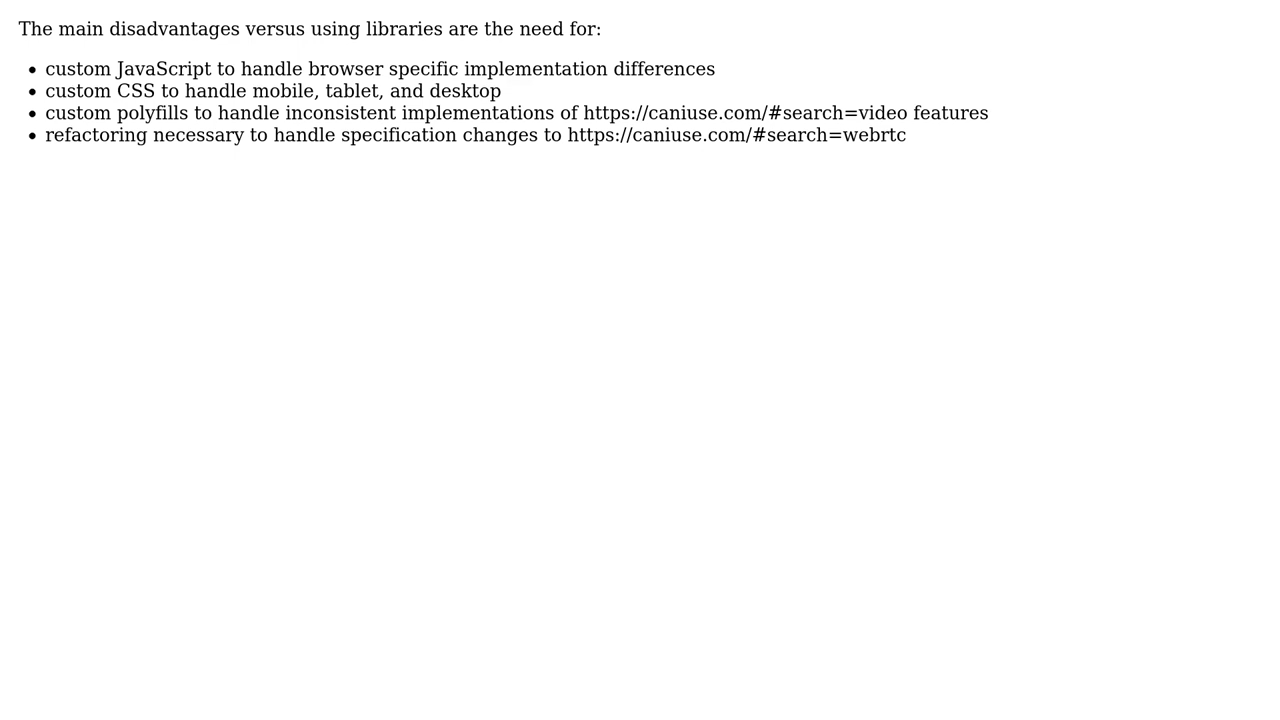 The main disadvantages versus using libraries are the need for:
• custom JavaScript to handle browser specific implementation differences
• custom CSS to handle mobile, tablet, and desktop
• custom polyfills to handle inconsistent implementations of https://caniuse.com/#search=video features
• refactoring necessary to handle specification changes to https://caniuse.com/#search=webrtc